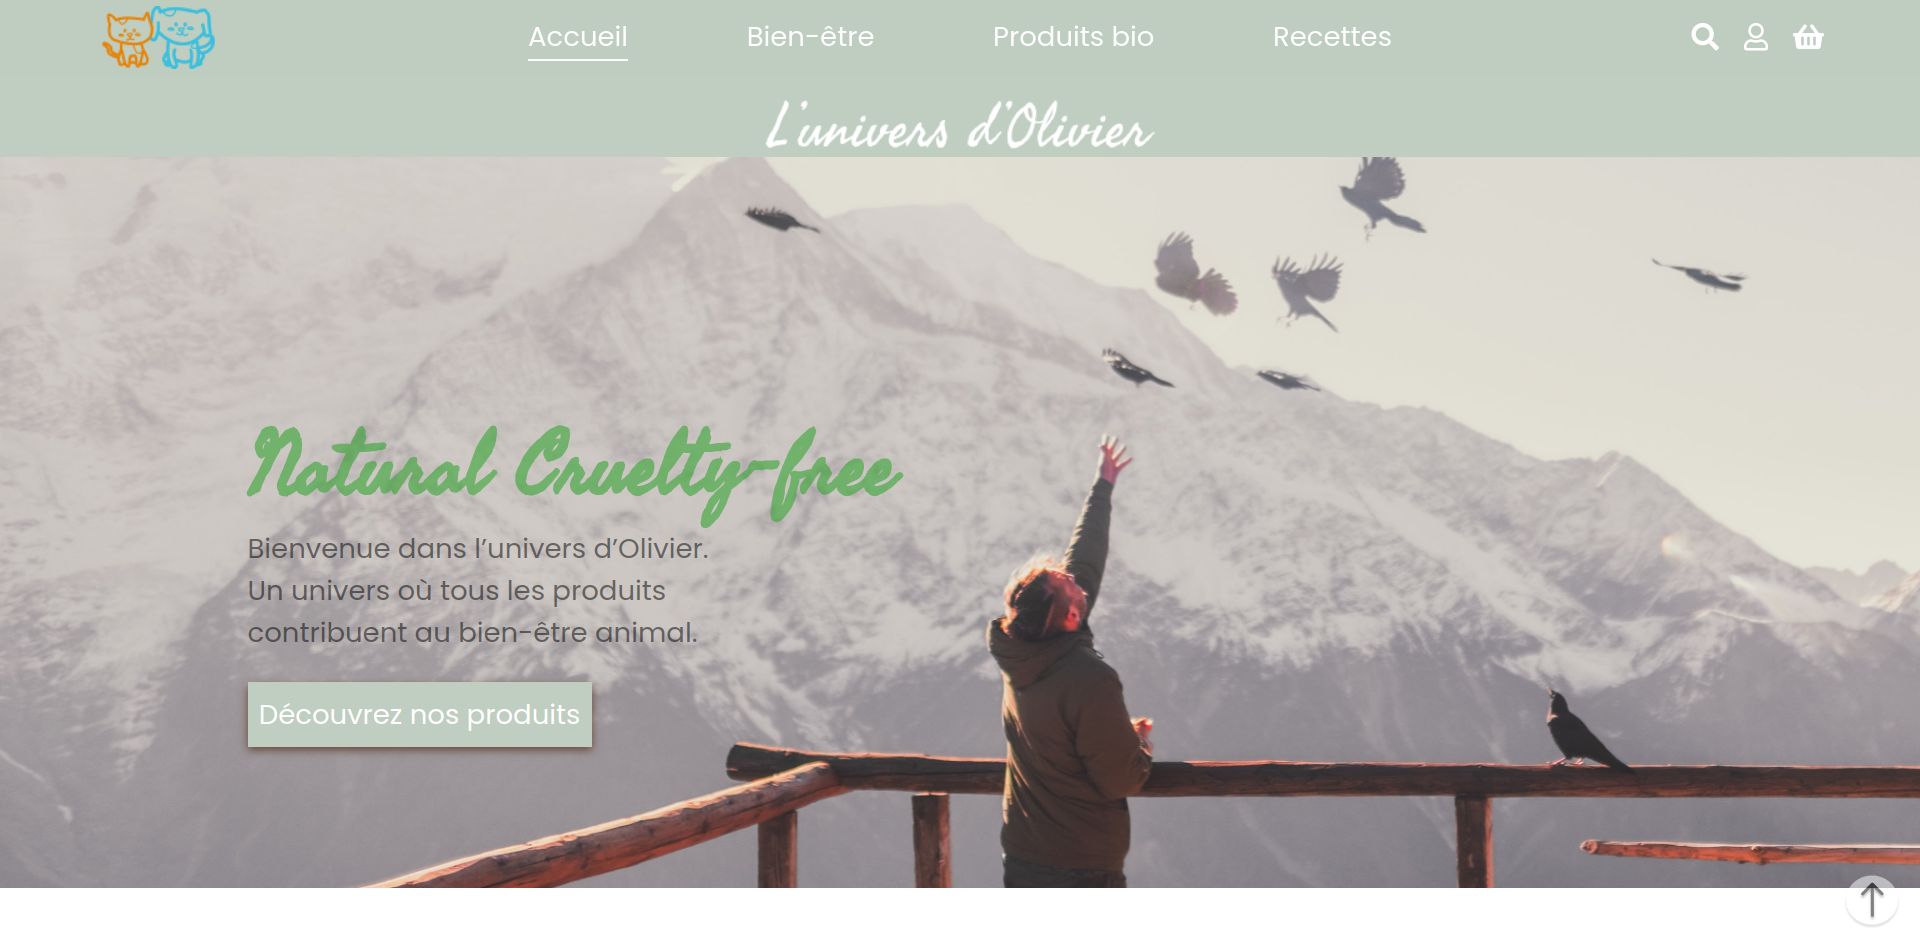 Accueil
Bien-être
Produits bio
Recettes
L'univers d'Olivier
Natural Cruelty-free
Bienvenue dans l’univers d’Olivier.
Un univers où tous les produits
contribuent au bien-être animal.
Découvrez nos produits